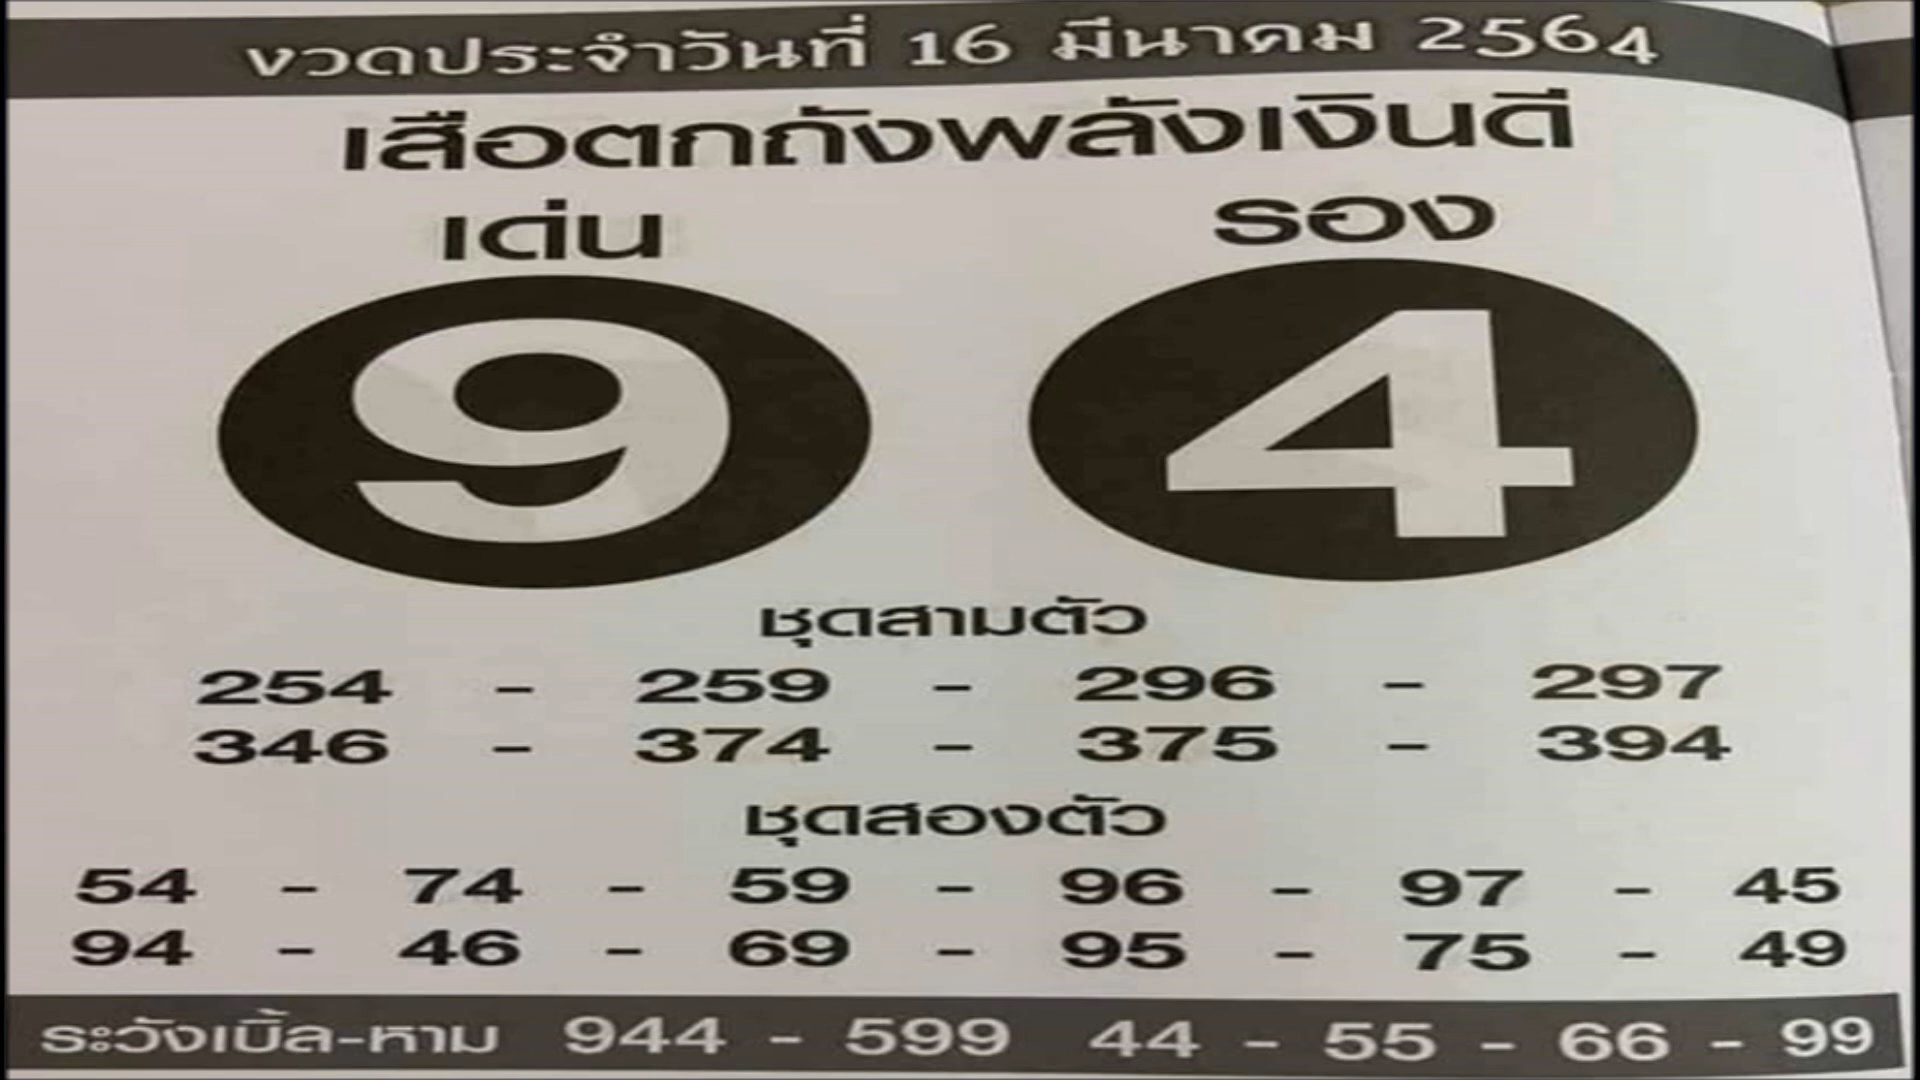 งวดประจำวันที่ 16 มีนาคม 2564
เสือตกถังพลังเงินดี
เด่น รอง
9 4
ชุดสามตัว
254 - 259 - 296 - 297
346 - 374 - 375 - 394
ชุดสองตัว
54 - 74 - 59 - 96 - 97 - 45
94 - 46 - 69 - 95 - 75 - 49
ระวังเบิ้ล-หาม 944 - 599 44 - 55 - 66 - 99